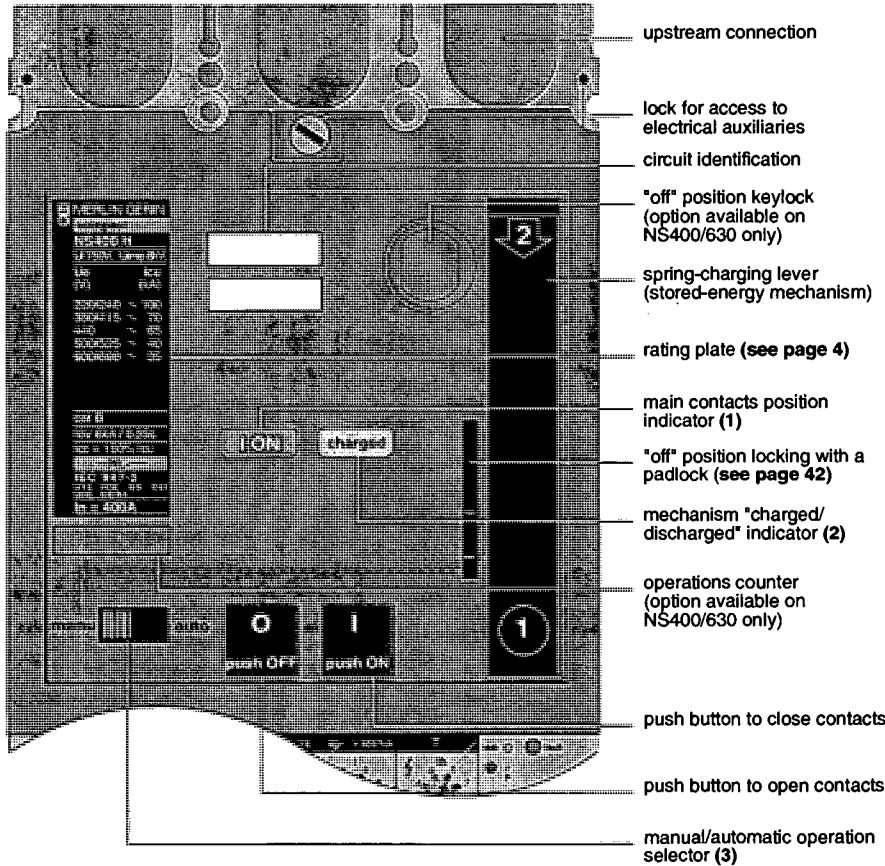 upstream connection
lock for access to
electrical auxiliaries
circuit identification
"off" position keylock
(option available on
NS400/630 only)
spring-charging lever
(stored-energy mechanism)
rating plate (see page 4)
main contacts position
indicator (1)
"off" position locking with a
padlock (see page 42)
mechanism "charged/
discharged" indicator (2)
operations counter
(option available on
NS400/630 only)
push button to close contacts
push button to open contacts
manual/automatic operation
selector (3)
MERLIN GERIN
NS400 H
Ue
(V)
In = 400A
2
I ON
charged
manu
auto
O
push OFF
I
push ON
1